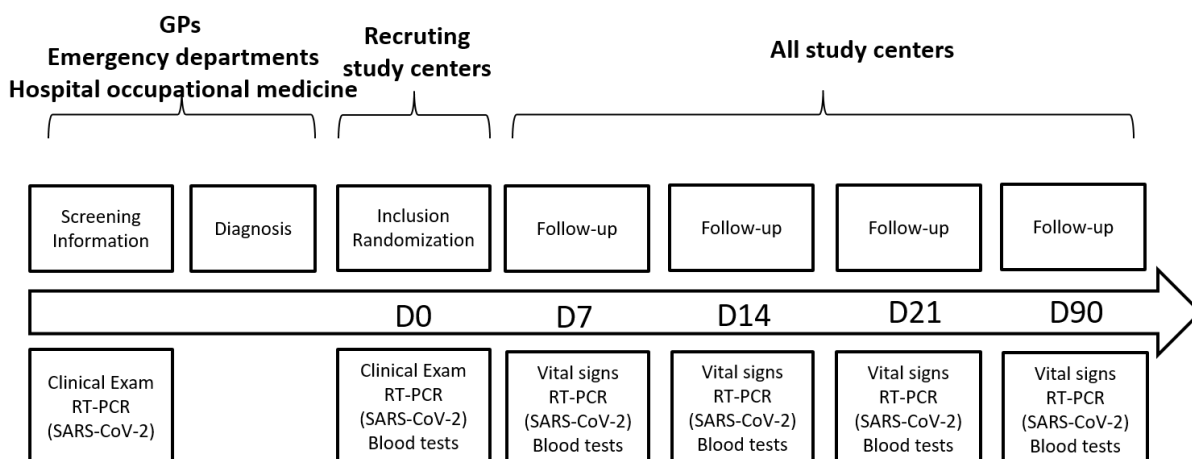 GPs
Emergency departments
Hospital occupational medicine
Recruting
study centers
All study centers
Screening
Information
Diagnosis
Inclusion
Randomization
Follow-up
Follow-up
Follow-up
Follow-up
D0
D7
D14
D21
D90
Clinical Exam
RT-PCR
(SARS-CoV-2)
Clinical Exam
RT-PCR
(SARS-CoV-2)
Blood tests
Vital signs
RT-PCR
(SARS-CoV-2)
Blood tests
Vital signs
RT-PCR
(SARS-CoV-2)
Blood tests
Vital signs
RT-PCR
(SARS-CoV-2)
Blood tests
Vital signs
RT-PCR
(SARS-CoV-2)
Blood tests